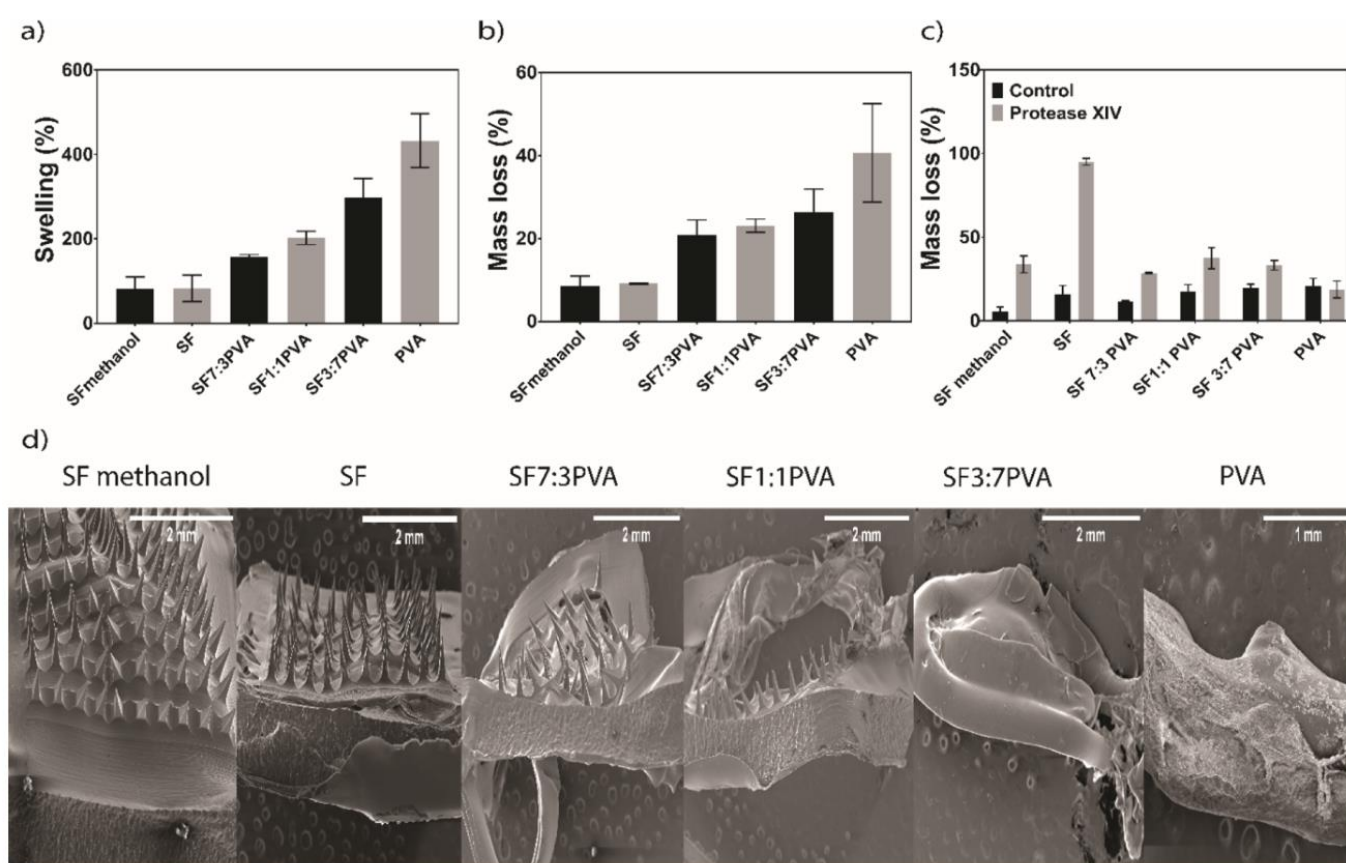 a)
Swelling (%)
600
400
200
0
SFmethanol
SF
SF7:3PVA
SF1:1PVA
SF3:7PVA
PVA
b)
Mass loss (%)
60
40
20
0
SFmethanol
SF
SF7:3PVA
SF1:1PVA
SF3:7PVA
PVA
c)
Mass loss (%)
150
100
50
0
Control
Protease XIV
SF methanol
SF
SF 7:3 PVA
SF1:1 PVA
SF 3:7 PVA
PVA
d)
SF methanol
SF
SF7:3PVA
SF1:1PVA
SF3:7PVA
PVA
2 mm
2 mm
2 mm
2 mm
2 mm
1 mm